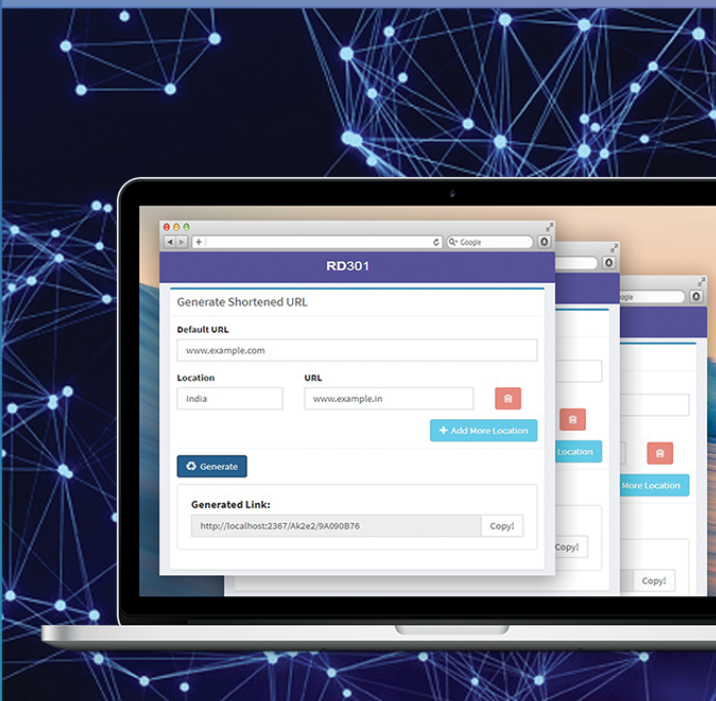 Google
RD301
Generate Shortened URL
Default URL
www.example.com
Location URL
India www.example.in
+ Add More Location
Generate
Generated Link:
http://localhost:2367/Ak2e2/9A090B76 Copy!
Location
Copy!
ogle
More Location
Copy!